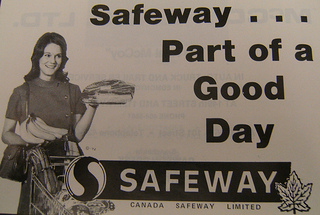 Safeway . . .
Part of a
Good
Day
SAFEWAY
CANADA SAFEWAY LIMITED